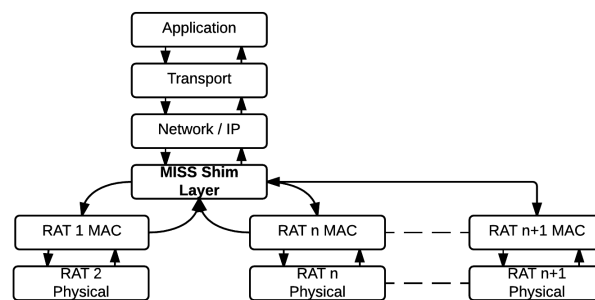 Application
Transport
Network / IP
MISS Shim
Layer
RAT 1 MAC
RAT n MAC
RAT n+1 MAC
RAT 2
Physical
RAT n
Physical
RAT n+1
Physical